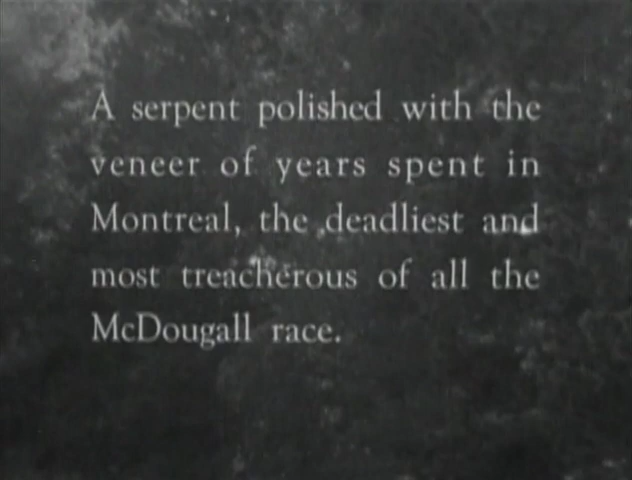 A serpent polished with the
veneer of years spent in
Montreal, the deadliest and
most treacherous of all the
McDougall race.